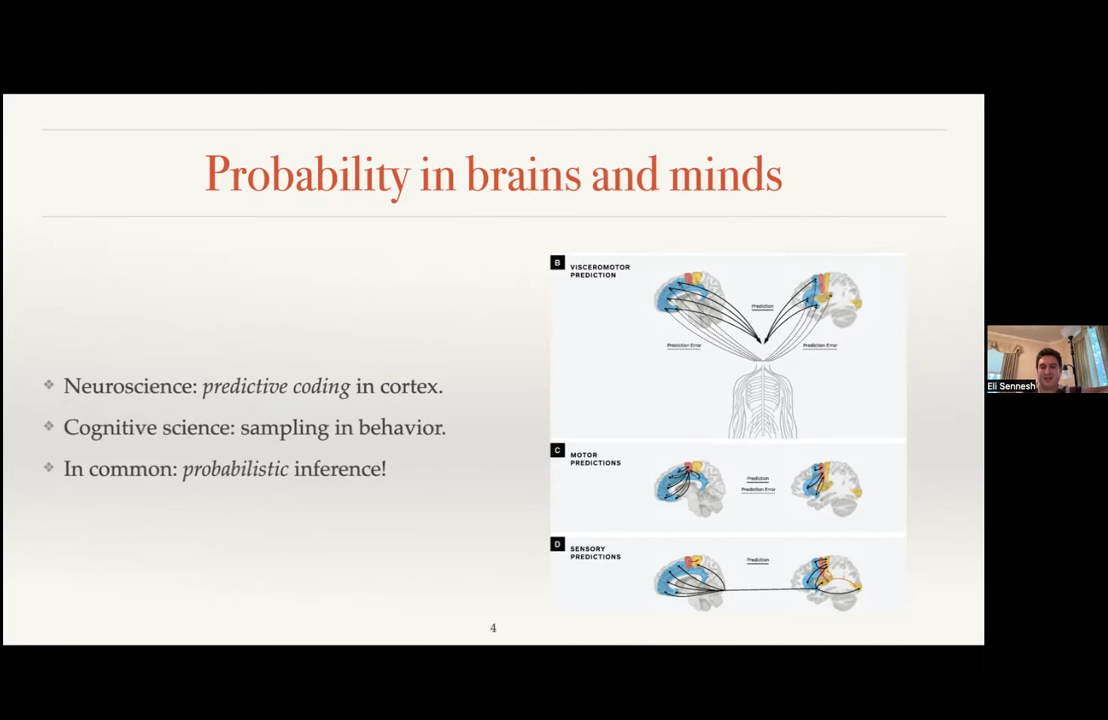 Probability in brains and minds
❖ Neuroscience: predictive coding in cortex.
❖ Cognitive science: sampling in behavior.
❖ In common: probabilistic inference!
B VISCEROMOTOR
PREDICTION
Prediction
Prediction Error
Prediction Error
C MOTOR
PREDICTIONS
Prediction
Prediction Error
D SENSORY
PREDICTIONS
Prediction
4
Eli Sennesh